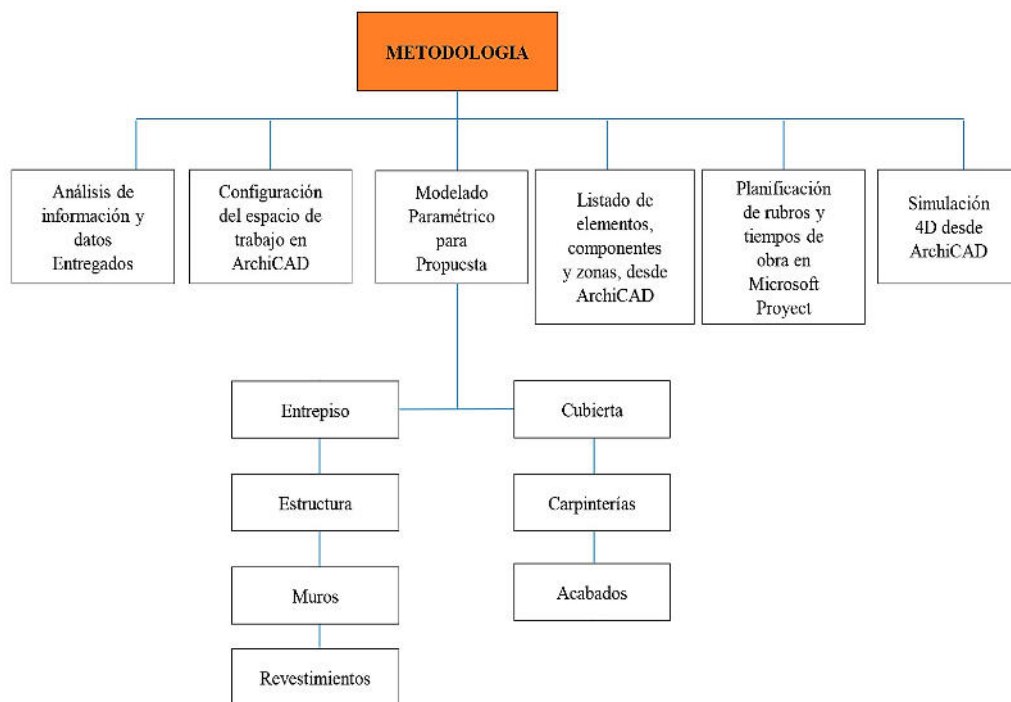 METODOLOGIA
Análisis de
información y
datos
Entregados
Configuración
del espacio de
trabajo en
ArchiCAD
Modelado
Paramétrico
para
Propuesta
Listado de
elementos,
componentes
y zonas, desde
ArchiCAD
Planificación
de rubros y
tiempos de
obra en
Microsoft
Proyect
Simulación
4D desde
ArchiCAD
Entrepiso
Estructura
Muros
Revestimientos
Cubierta
Carpinterías
Acabados